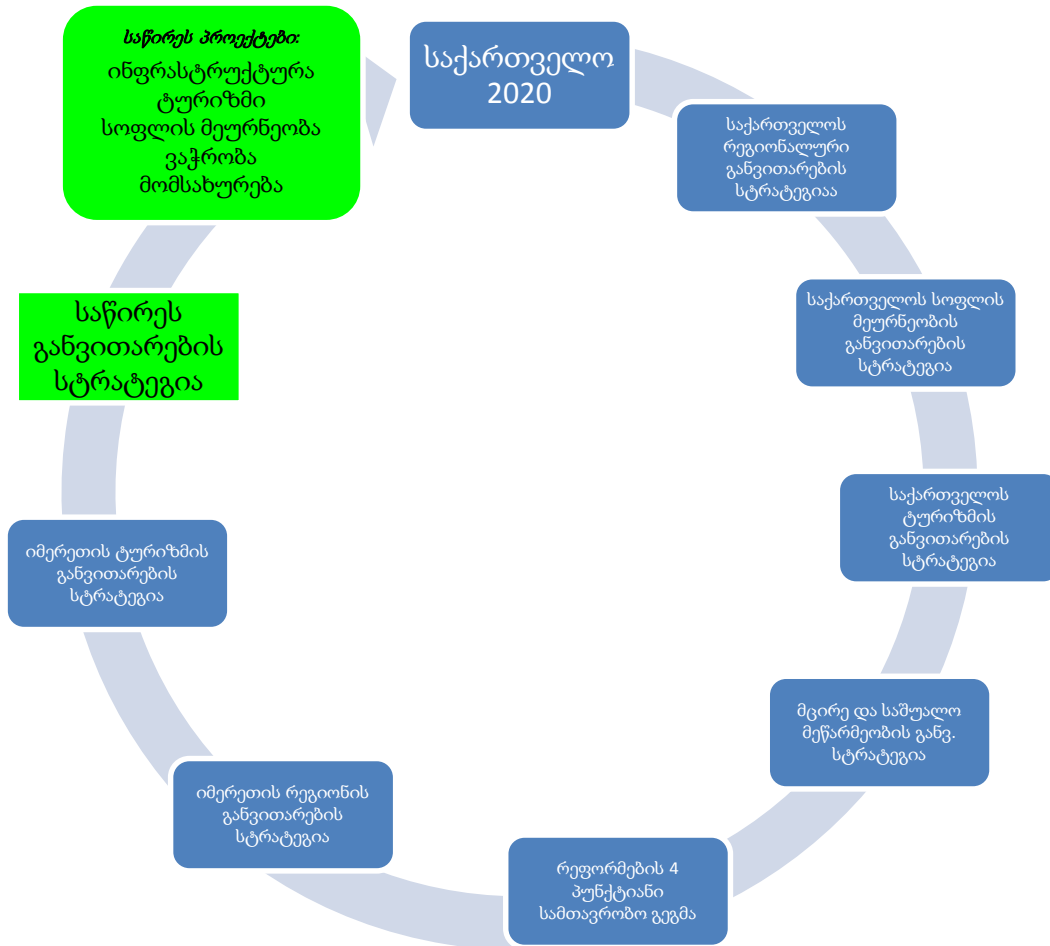 საწირეს პროექტები:
ინფრასტრუქტურა
ტურიზმი
სოფლის მეურნეობა
ვაჭრობა
მომსახურება
საქართველო
2020
საქართველოს
რეგიონალური
განვითარების
სტრატეგიაა
საქართველოს სოფლის
მეურნეობის
განვითარების
სტრატეგია
საქართველოს
ტურიზმის
განვითარების
სტრატეგია
მცირე და საშუალო
მეწარმეობის განვ.
სტრატეგია
რეფორმების 4
პუნქტიანი
სამთავრობო გეგმა
იმერეთის რეგიონის
განვითარების
სტრატეგია
იმერეთის ტურიზმის
განვითარების
სტრატეგია
საწირეს
განვითარების
სტრატეგია